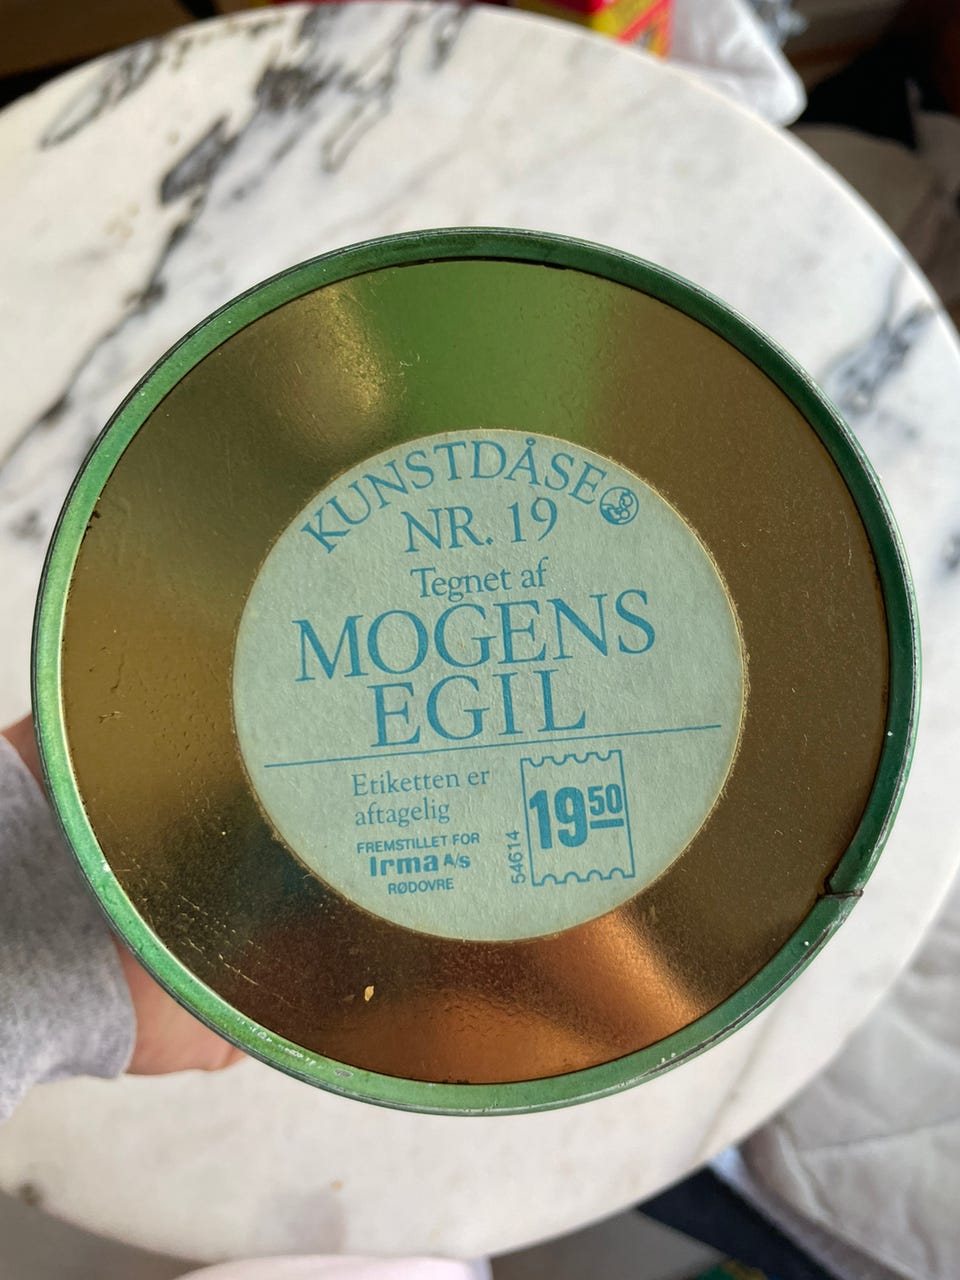 KUNSTDÅSE
NR. 19
Tegnet af
MOGENS
EGIL
Etiketten er
aftagelig
FREMSTILLET FOR
Irma A/s
RØDOVRE
54614
19 50